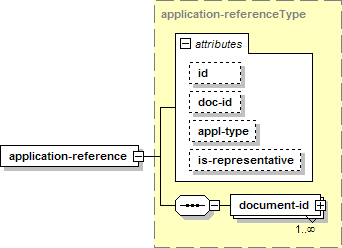 application-referenceType
attributes
id
doc-id
appl-type
is-representative
application-reference
document-id
1..∞